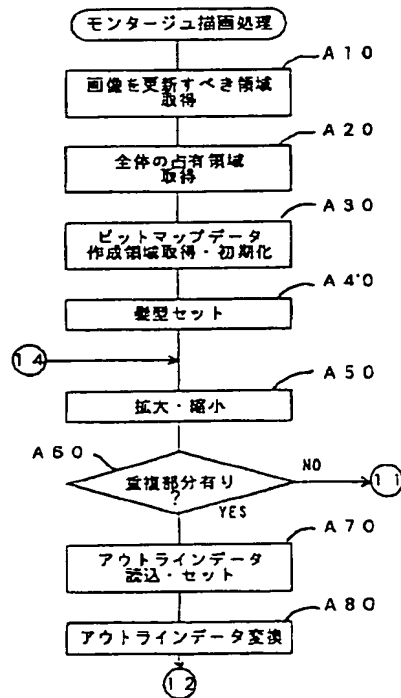 モンタージュ描画処理
A10
画像を更新すべき領域
取得
A20
全体の占有領域
取得
A30
ビットマップデータ
作成領域取得・初期化
A40
髪型セット
14
A50
拡大・縮小
A60
重複部分有り
?
NO
11
YES
A70
アウトラインデータ
読込・セット
A80
アウトラインデータ変換
12